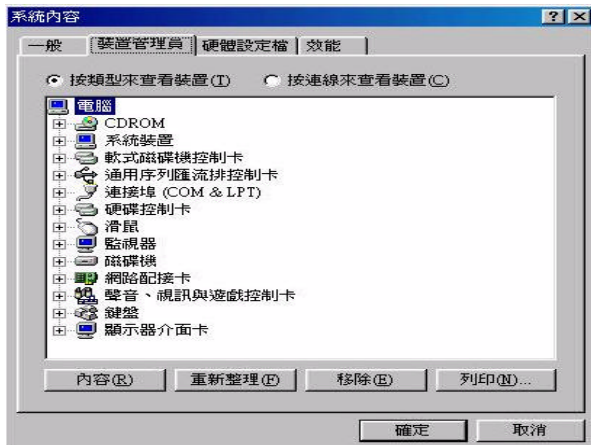 系統內容
一般 裝置管理員 硬體設定檔 效能
按類型來查看裝置(T) 按連線來查看裝置(C)
電腦
CDROM
系統裝置
軟式磁碟機控制卡
通用序列匯流排控制卡
連接埠 (COM & LPT)
硬碟控制卡
滑鼠
監視器
磁碟機
網路配接卡
聲音、視訊與遊戲控制卡
鍵盤
顯示器介面卡
內容(R) 重新整理(F) 移除(E) 列印(N)...
確定 取消